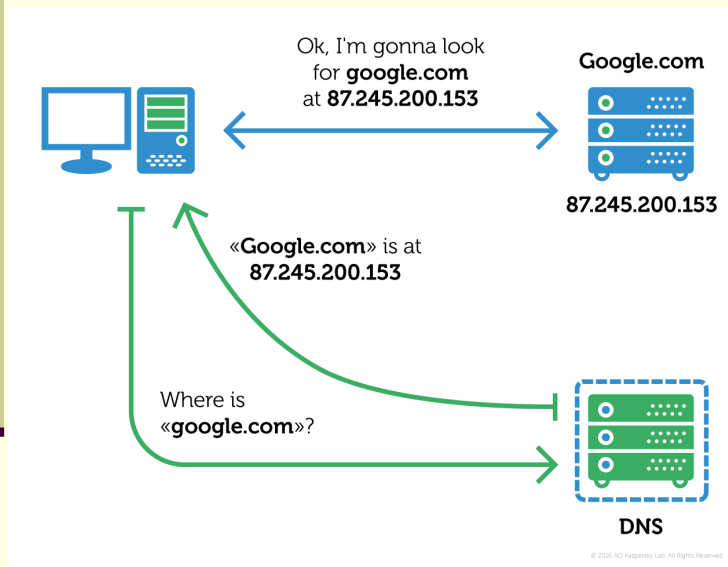 Ok, I'm gonna look
for google.com
at 87.245.200.153
Google.com
87.245.200.153
«Google.com» is at
87.245.200.153
Where is
«google.com»?
DNS
© 2016 AO Kaspersky Lab. All Rights Reserved.